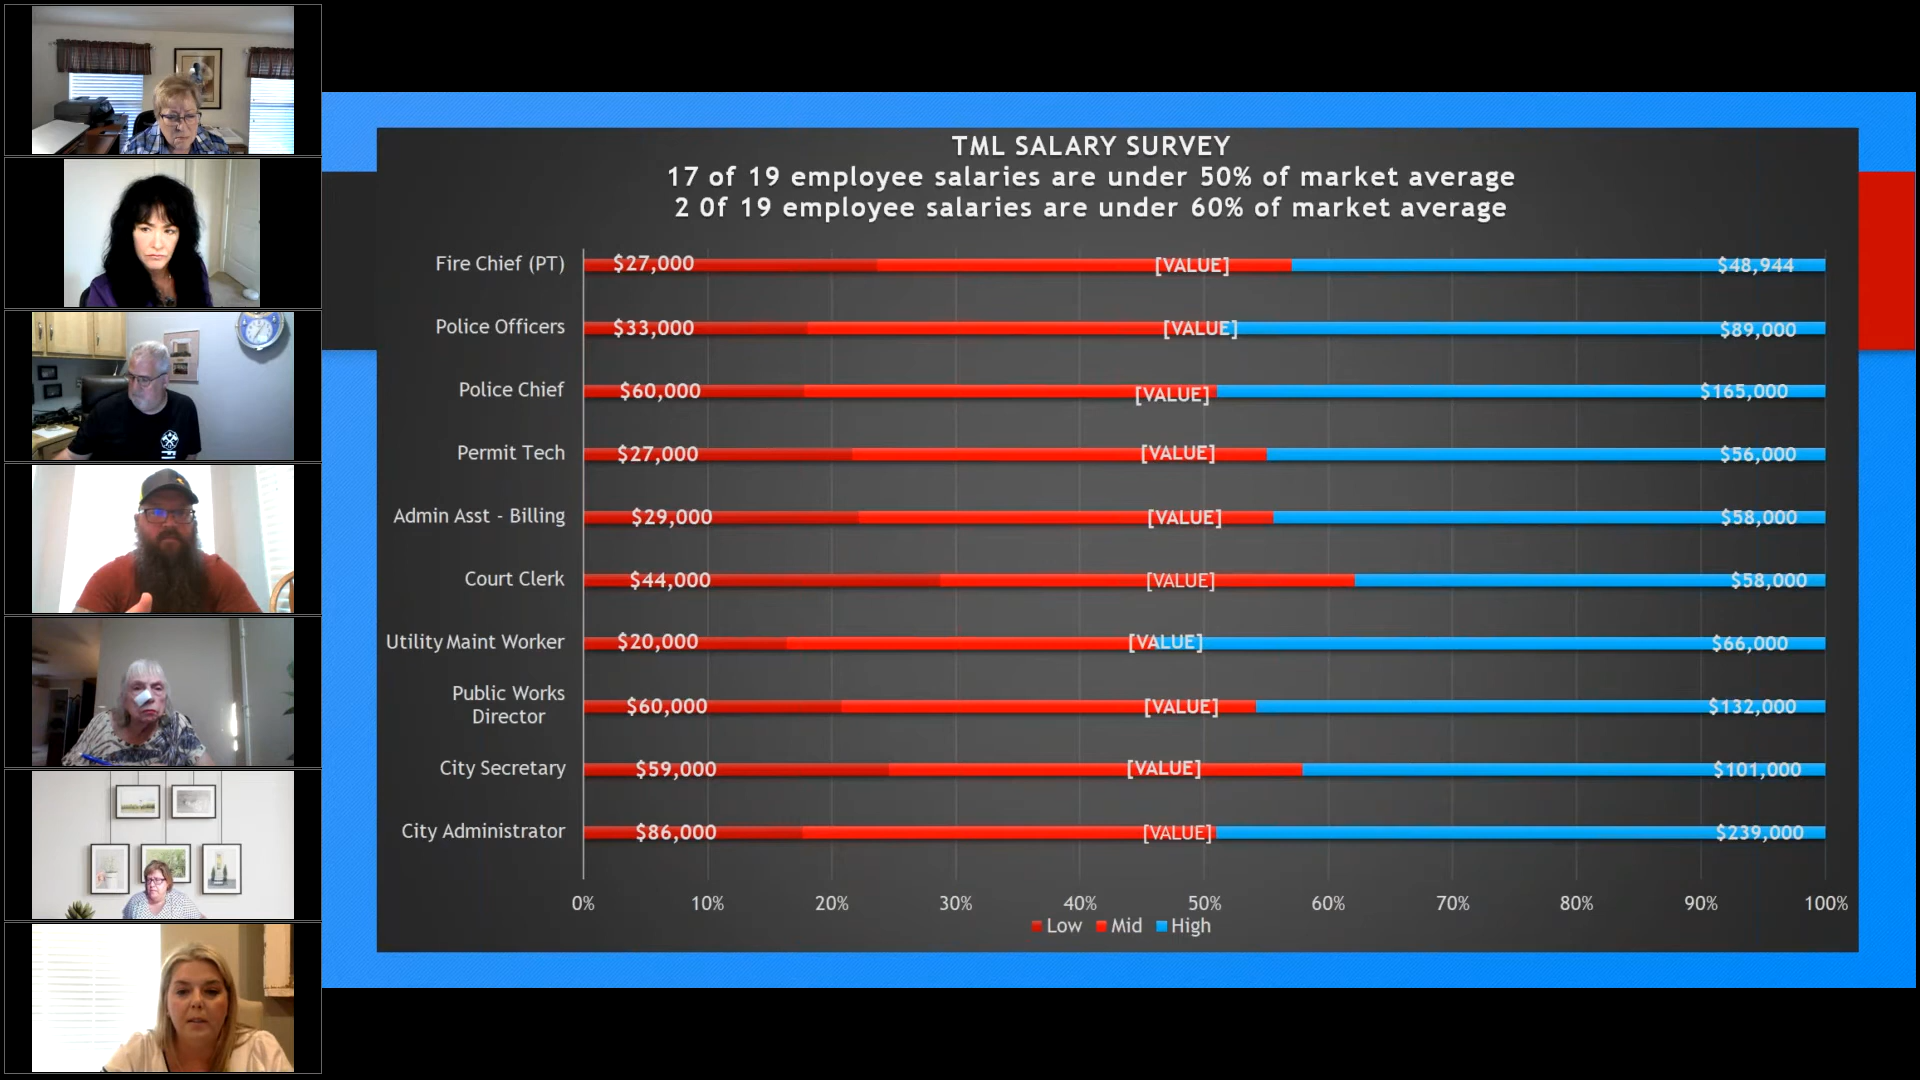 TML SALARY SURVEY
17 of 19 employee salaries are under 50% of market average
2 0f 19 employee salaries are under 60% of market average
Fire Chief (PT) $27,000 [VALUE] $48,944
Police Officers $33,000 [VALUE] $89,000
Police Chief $60,000 [VALUE] $165,000
Permit Tech $27,000 [VALUE] $56,000
Admin Asst - Billing $29,000 [VALUE] $58,000
Court Clerk $44,000 [VALUE] $58,000
Utility Maint Worker $20,000 [VALUE] $66,000
Public Works
Director $60,000 [VALUE] $132,000
City Secretary $59,000 [VALUE] $101,000
City Administrator $86,000 [VALUE] $239,000
0% 10% 20% 30% 40% 50% 60% 70% 80% 90% 100%
Low Mid High